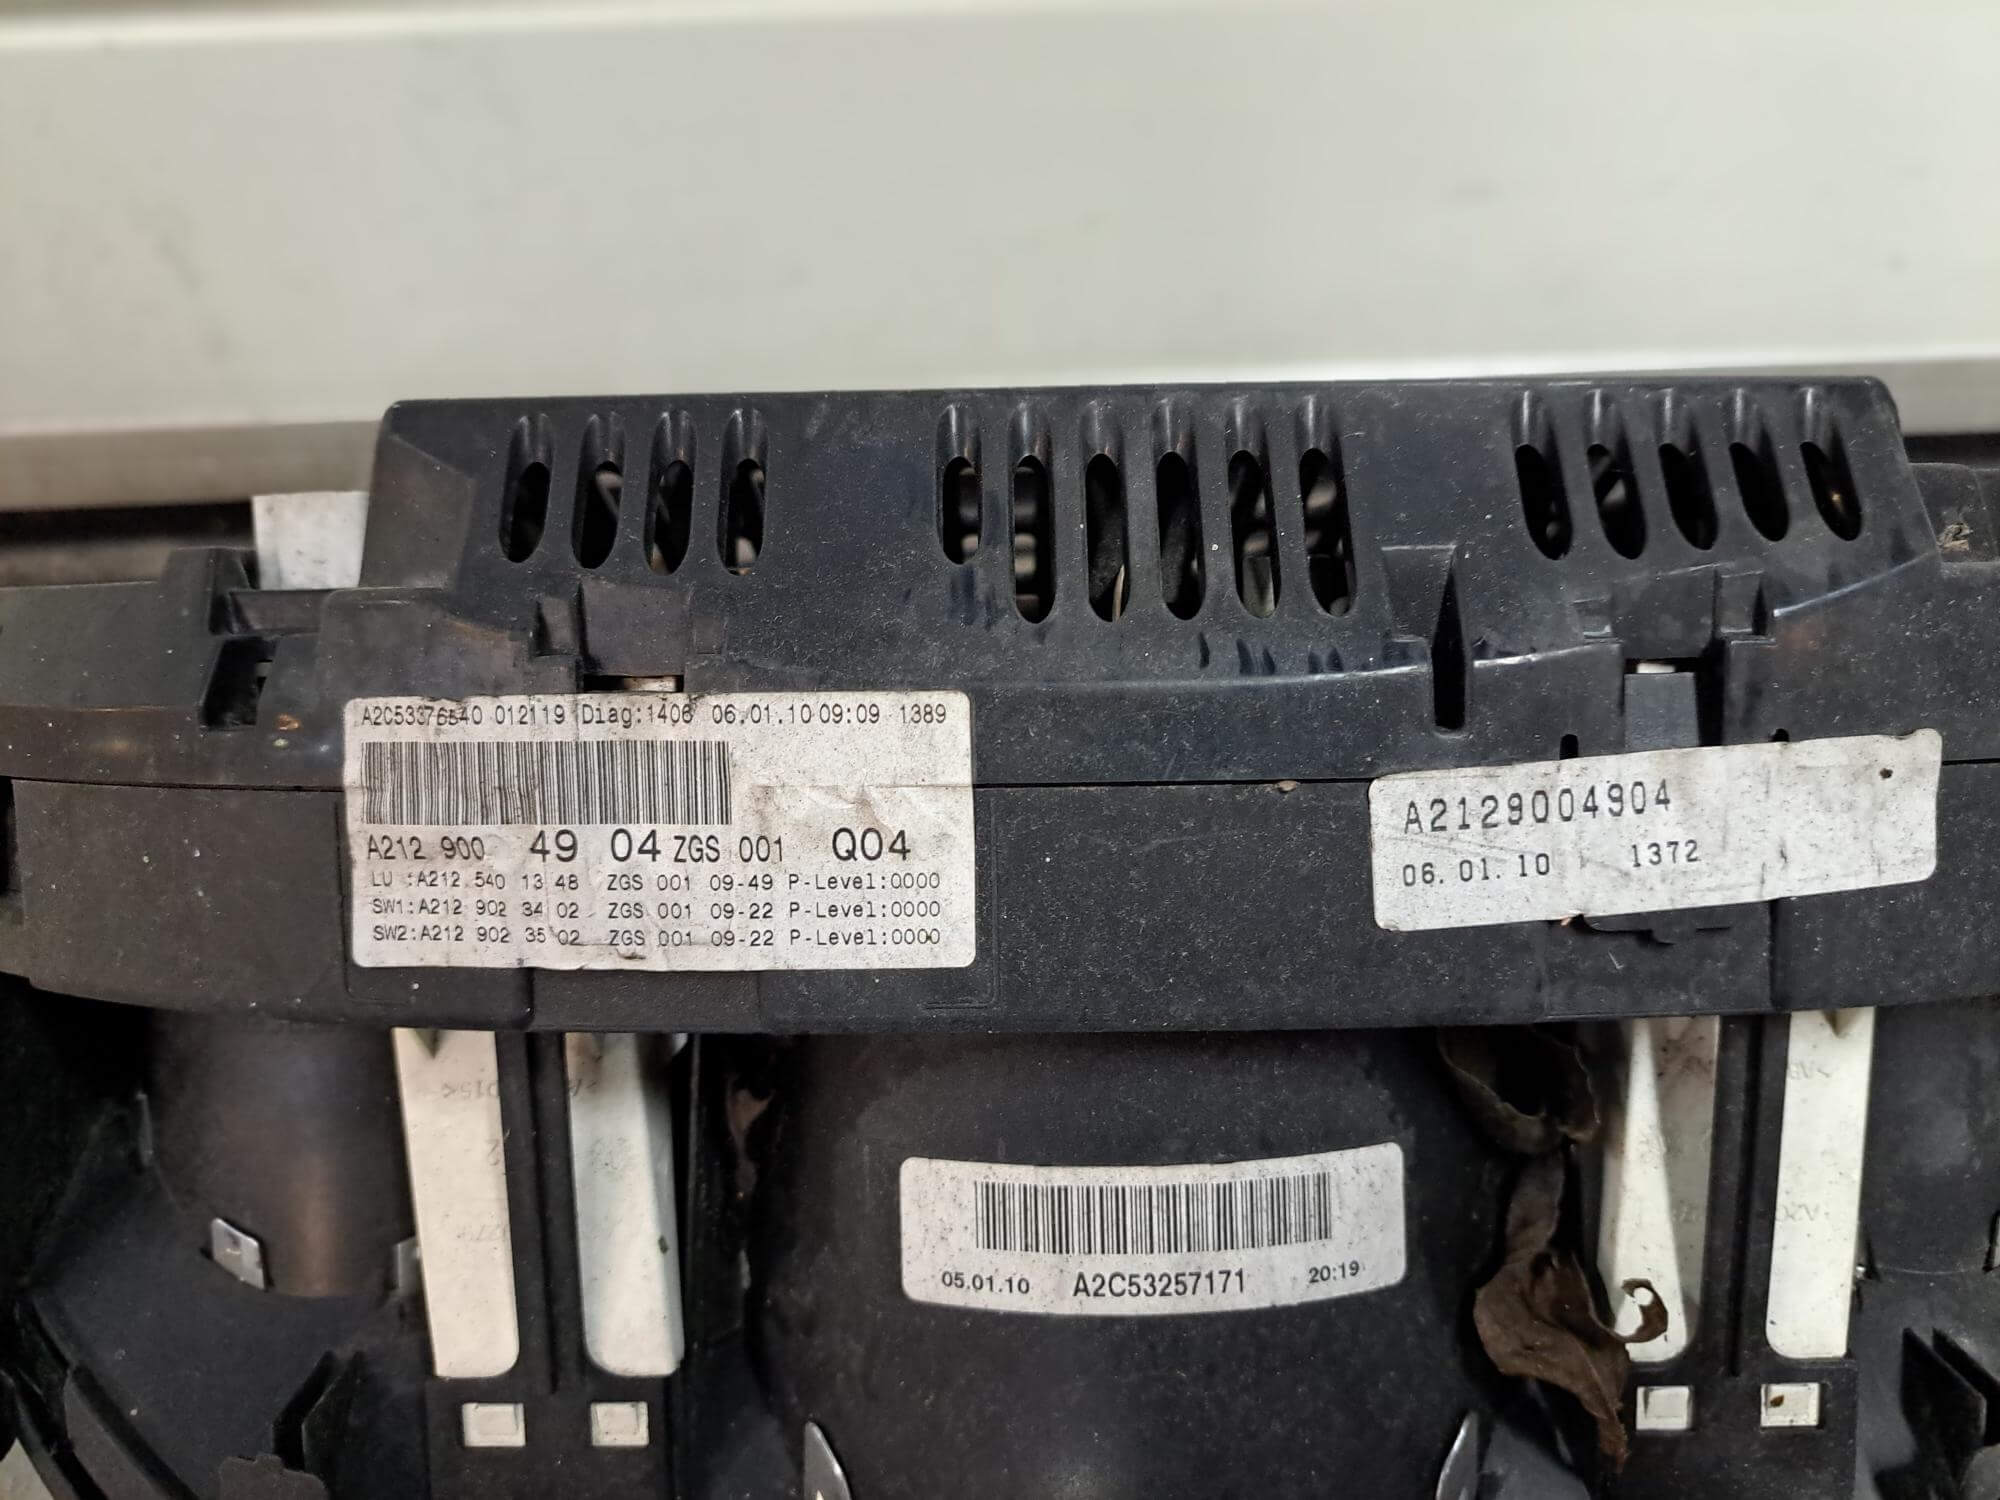 A2C53376540 012119 Diag:1406 06.01.10 09:09 1389
A212 900 49 04 ZGS 001 Q04
LU :A212 540 13 48 ZGS 001 09-49 P-Level:0000
SW1:A212 902 34 02 ZGS 001 09-22 P-Level:0000
SW2:A212 902 35 02 ZGS 001 09-22 P-Level:0000
A2129004904
06.01.10 1372
05.01.10 A2C53257171 20:19